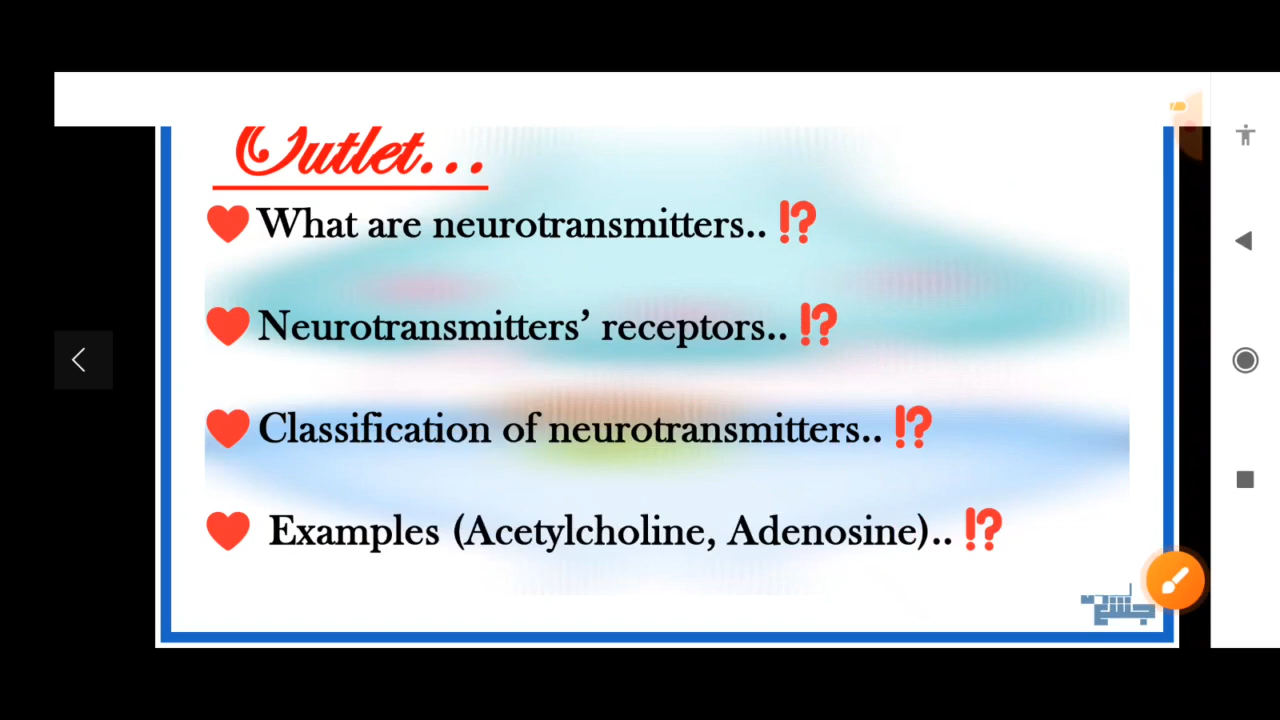 Outlet...
❤What are neurotransmitters.. ⁉
❤Neurotransmitters’ receptors.. ⁉
❤Classification of neurotransmitters.. ⁉
❤ Examples (Acetylcholine, Adenosine).. ⁉